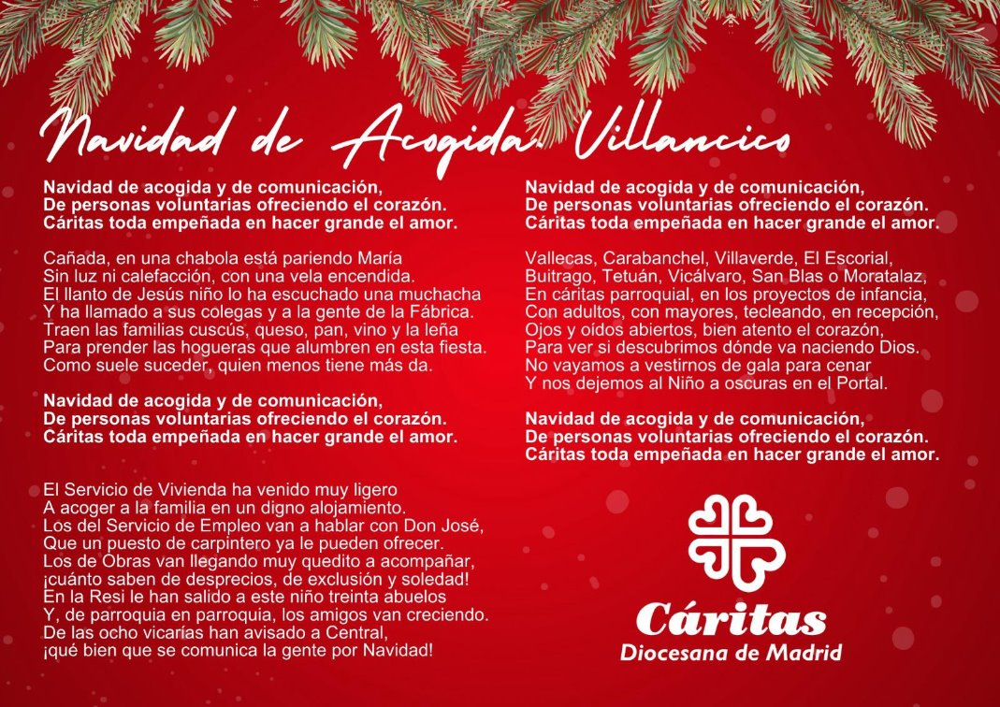 Navidad de Acogida. Villancico
Navidad de acogida y de comunicación,
De personas voluntarias ofreciendo el corazón.
Cáritas toda empeñada en hacer grande el amor.
Cañada, en una chabola está pariendo María
Sin luz ni calefacción, con una vela encendida.
El llanto de Jesús niño lo ha escuchado una muchacha
Y ha llamado a sus colegas y a la gente de la Fábrica.
Traen las familias cuscús, queso, pan, vino y la leña
Para prender las hogueras que alumbren en esta fiesta.
Como suele suceder, quien menos tiene más da.
Navidad de acogida y de comunicación,
De personas voluntarias ofreciendo el corazón.
Cáritas toda empeñada en hacer grande el amor.
El Servicio de Vivienda ha venido muy ligero
A acoger a la familia en un digno alojamiento.
Los del Servicio de Empleo van a hablar con Don José,
Que un puesto de carpintero ya le pueden ofrecer.
Los de Obras van llegando muy quedito a acompañar,
¡cuánto saben de desprecios, de exclusión y soledad!
En la Resi le han salido a este niño treinta abuelos
Y, de parroquia en parroquia, los amigos van creciendo.
De las ocho vicarías han avisado a Central,
¡qué bien que se comunica la gente por Navidad!
Navidad de acogida y de comunicación,
De personas voluntarias ofreciendo el corazón.
Cáritas toda empeñada en hacer grande el amor.
Vallecas, Carabanchel, Villaverde, El Escorial,
Buitrago, Tetuán, Vicálvaro, San Blas o Moratalaz,
En cáritas parroquial, en los proyectos de infancia,
Con adultos, con mayores, tecleando, en recepción,
Ojos y oídos abiertos, bien atento el corazón,
Para ver si descubrimos dónde va naciendo Dios.
No vayamos a vestirnos de gala para cenar
Y nos dejemos al Niño a oscuras en el Portal.
Navidad de acogida y de comunicación,
De personas voluntarias ofreciendo el corazón.
Cáritas toda empeñada en hacer grande el amor.
Cáritas
Diocesana de Madrid